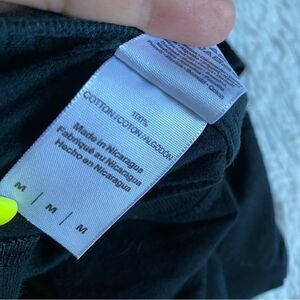 100%
COTTON/COTON/ALGODÓN
Made in Nicaragua
Fabriqué au Nicaragua
Hecho en Nicaragua
M | M | M